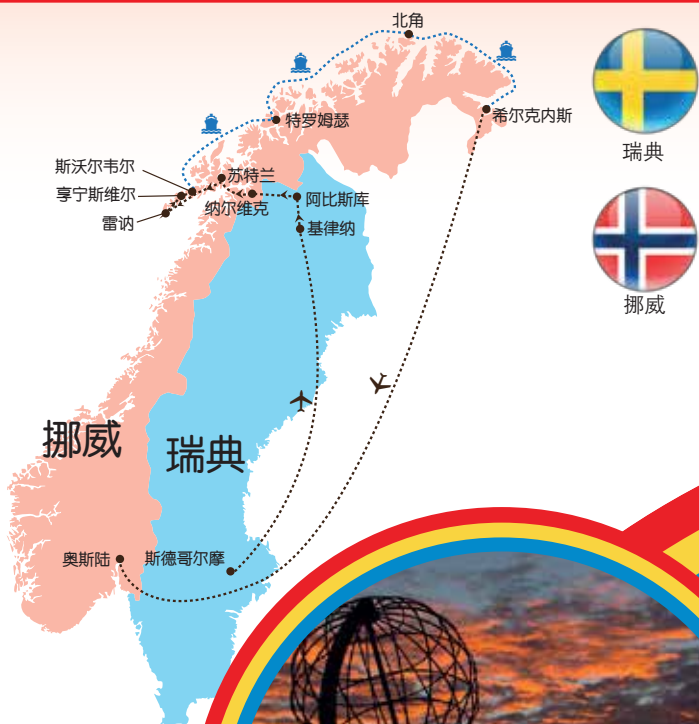 北角
瑞典
特罗姆瑟
希尔克内斯
斯沃尔韦尔
苏特兰
享宁斯维尔
纳尔维克
阿比斯库
雷讷
基律纳
挪威
挪威
瑞典
奥斯陆
斯德哥尔摩